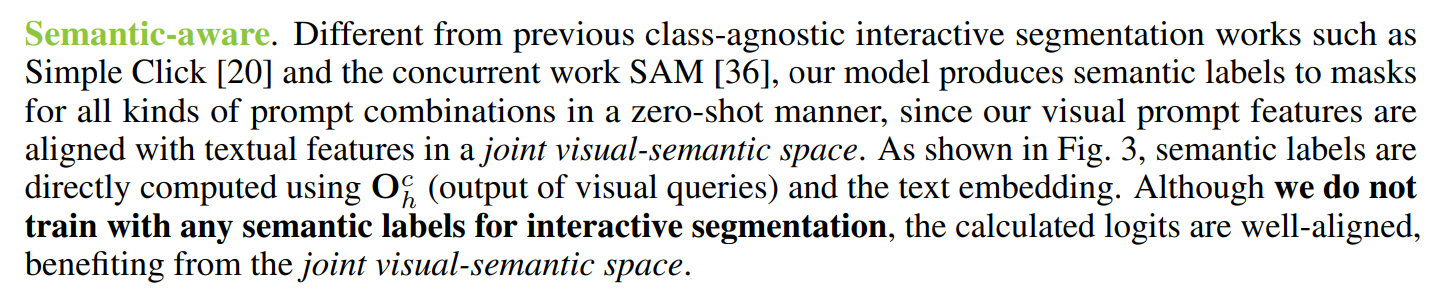 Semantic-aware. Different from previous class-agnostic interactive segmentation works such as
Simple Click [20] and the concurrent work SAM [36], our model produces semantic labels to masks
for all kinds of prompt combinations in a zero-shot manner, since our visual prompt features are
aligned with textual features in a joint visual-semantic space. As shown in Fig. 3, semantic labels are
directly computed using O_h^c (output of visual queries) and the text embedding. Although we do not
train with any semantic labels for interactive segmentation, the calculated logits are well-aligned,
benefiting from the joint visual-semantic space.